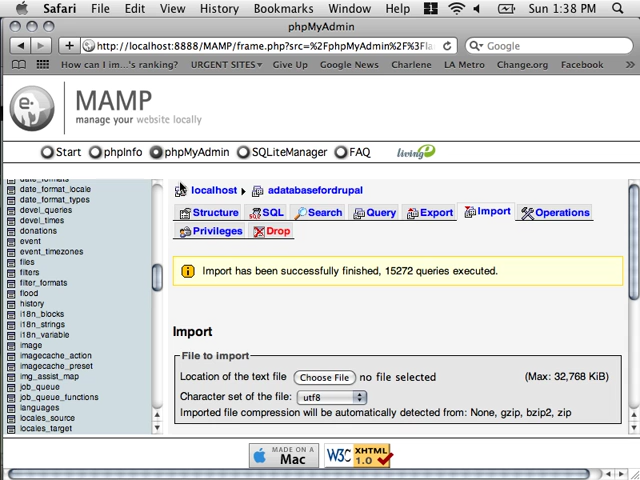 Safari File Edit View History Bookmarks Window Help 1 Sun 1:38 PM
phpMyAdmin
http://localhost:8888/MAMP/frame.php?src=%2FphpMyAdmin%2F%3Fla
Google
How can I im...'s ranking? URGENT SITES Give Up Google News Charlene LA Metro Change.org Facebook
MAMP
manage your website locally
Start phpInfo phpMyAdmin SQLiteManager FAQ living e
date_formats
date_format_locale
date_format_types
devel_queries
devel_times
donations
event
event_timezones
files
filters
filter_formats
flood
history
i18n_blocks
i18n_strings
i18n_variable
image
imagecache_action
imagecache_preset
img_assist_map
job_queue
job_queue_functions
languages
locales_source
locales_target
localhost adatabasefordrupal
Structure SQL Search Query Export Import Operations
Privileges Drop
Import has been successfully finished, 15272 queries executed.
Import
File to import
Location of the text file Choose File no file selected (Max: 32,768 KiB)
Character set of the file: utf8
Imported file compression will be automatically detected from: None, gzip, bzip2, zip
MADE ON A
Mac
W3C XHTML
1.0